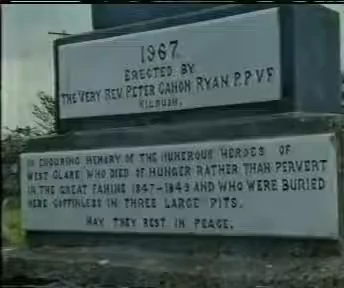 1967.
ERECTED BY
THE VERY REV. PETER CANON RYAN P.P.V.F
KILRUSH.
IN ENDURING MEMORY OF THE NUMEROUS HEROES OF
WEST CLARE WHO DIED OF HUNGER RATHER THAN PERVERT
IN THE GREAT FAMINE 1847-1849 AND WHO WERE BURIED
HERE COFFINLESS IN THREE LARGE PITS.
MAY THEY REST IN PEACE.